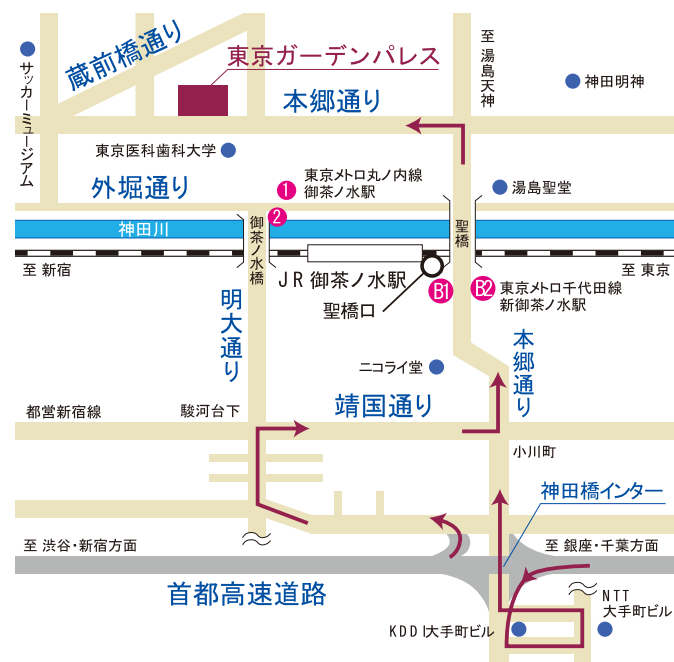 蔵前橋通り
東京ガーデンパレス
至 湯島天神
神田明神
サッカーミュージアム
本郷通り
東京医科歯科大学
外堀通り
1
東京メトロ丸ノ内線
御茶ノ水駅
湯島聖堂
2
神田川
御茶ノ水橋
聖橋
至 新宿
JR 御茶ノ水駅
至 東京
聖橋口
B1
B2
東京メトロ千代田線
新御茶ノ水駅
明大通り
ニコライ堂
本郷通り
都営新宿線
駿河台下
靖国通り
小川町
神田橋インター
至 渋谷・新宿方面
至 銀座・千葉方面
首都高速道路
NTT
大手町ビル
KDDI大手町ビル